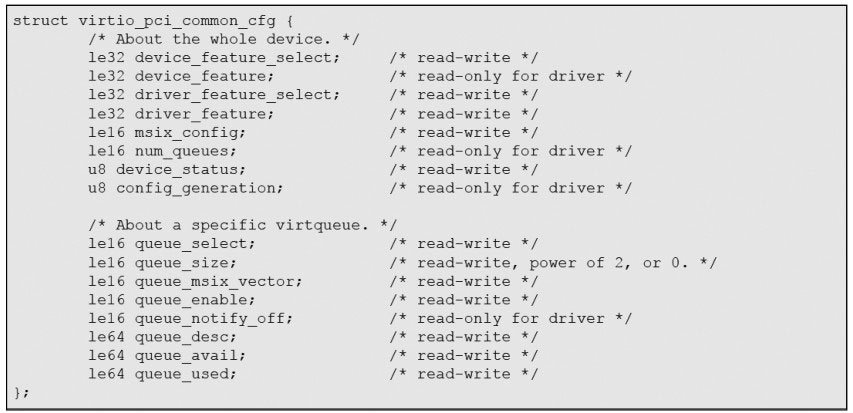 struct virtio_pci_common_cfg {
        /* About the whole device. */
        le32 device_feature_select;     /* read-write */
        le32 device_feature;            /* read-only for driver */
        le32 driver_feature_select;     /* read-write */
        le32 driver_feature;            /* read-write */
        le16 msix_config;               /* read-write */
        le16 num_queues;                /* read-only for driver */
        u8 device_status;               /* read-write */
        u8 config_generation;           /* read-only for driver */

        /* About a specific virtqueue. */
        le16 queue_select;              /* read-write */
        le16 queue_size;                /* read-write, power of 2, or 0. */
        le16 queue_msix_vector;         /* read-write */
        le16 queue_enable;              /* read-write */
        le16 queue_notify_off;          /* read-only for driver */
        le64 queue_desc;                /* read-write */
        le64 queue_avail;               /* read-write */
        le64 queue_used;                /* read-write */
};